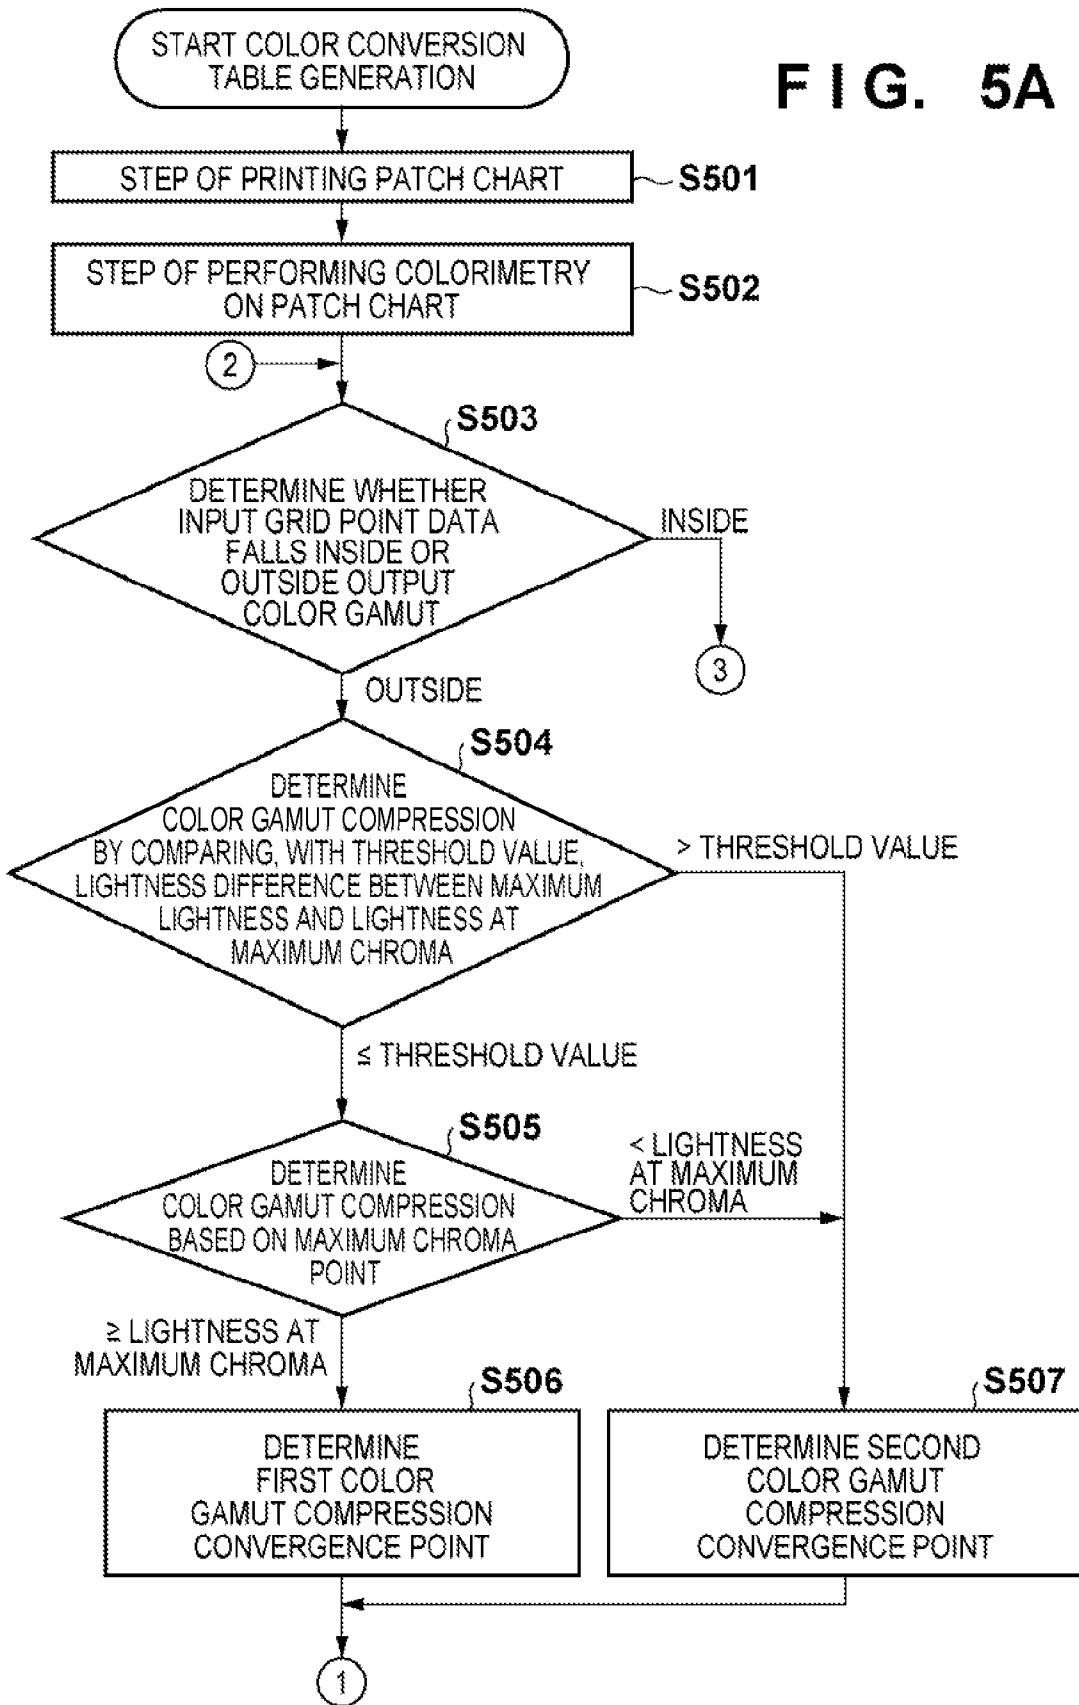 START COLOR CONVERSION
TABLE GENERATION
F I G. 5A
STEP OF PRINTING PATCH CHART
S501
STEP OF PERFORMING COLORIMETRY
ON PATCH CHART
S502
2
S503
DETERMINE WHETHER
INPUT GRID POINT DATA
FALLS INSIDE OR
OUTSIDE OUTPUT
COLOR GAMUT
INSIDE
3
OUTSIDE
S504
DETERMINE
COLOR GAMUT COMPRESSION
BY COMPARING, WITH THRESHOLD VALUE,
LIGHTNESS DIFFERENCE BETWEEN MAXIMUM
LIGHTNESS AND LIGHTNESS AT
MAXIMUM CHROMA
> THRESHOLD VALUE
≤ THRESHOLD VALUE
S505
DETERMINE
COLOR GAMUT COMPRESSION
BASED ON MAXIMUM CHROMA
POINT
< LIGHTNESS
AT MAXIMUM
CHROMA
≥ LIGHTNESS AT
MAXIMUM CHROMA
S506
DETERMINE
FIRST COLOR
GAMUT COMPRESSION
CONVERGENCE POINT
S507
DETERMINE SECOND
COLOR GAMUT
COMPRESSION
CONVERGENCE POINT
1